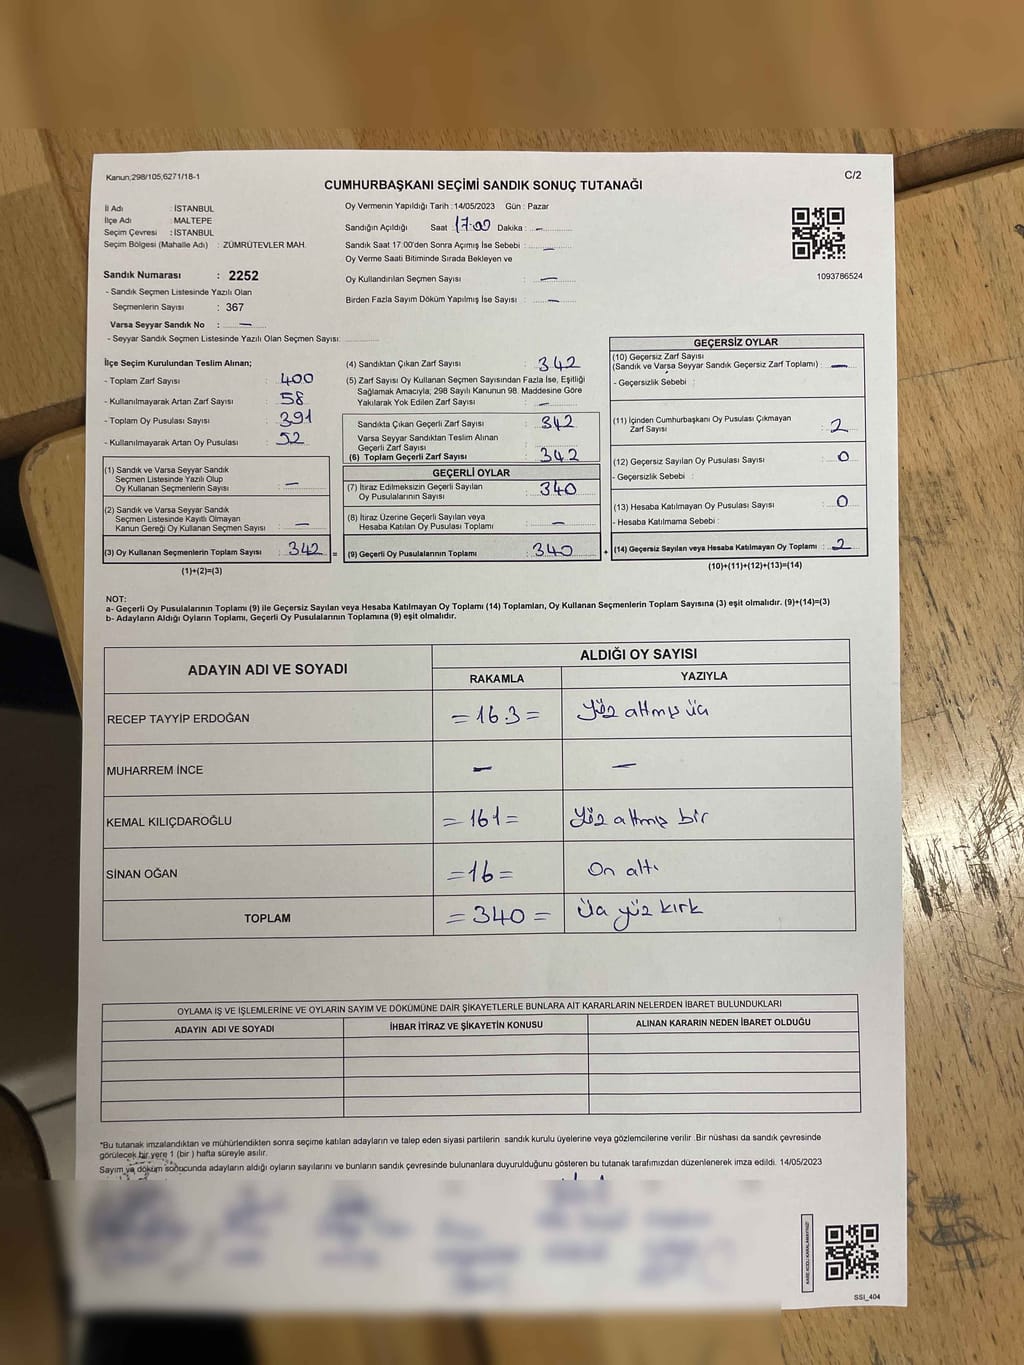 Kanun;298/105,6271/18-1
C/2
CUMHURBAŞKANI SEÇİMİ SANDIK SONUÇ TUTANAĞI
İl Adı : İSTANBUL
İlçe Adı : MALTEPE
Seçim Çevresi : İSTANBUL
Seçim Bölgesi (Mahalle Adı) : ZÜMRÜTEVLER MAH.
Sandık Numarası : 2252
- Sandık Seçmen Listesinde Yazılı Olan
Seçmenlerin Sayısı : 367
Varsa Seyyar Sandık No : —
- Seyyar Sandık Seçmen Listesinde Yazılı Olan Seçmen Sayısı:
Oy Vermenin Yapıldığı Tarih : 14/05/2023 Gün : Pazar
Sandığın Açıldığı Saat 17:00 Dakika : —
Sandık Saat 17:00'den Sonra Açımış İse Sebebi : —
Oy Verme Saati Bitiminde Sırada Bekleyen ve
Oy Kullandırılan Seçmen Sayısı : —
Birden Fazla Sayım Döküm Yapılmış İse Sayısı : —
1093786524
İlçe Seçim Kurulundan Teslim Alınan;
- Toplam Zarf Sayısı : 400
- Kullanılmayarak Artan Zarf Sayısı : 58
- Toplam Oy Pusulası Sayısı : 391
- Kullanılmayarak Artan Oy Pusulası : 52
(1) Sandık ve Varsa Seyyar Sandık
Seçmen Listesinde Yazılı Olup
Oy Kullanan Seçmenlerin Sayısı : —
(2) Sandık ve Varsa Seyyar Sandık
Seçmen Listesinde Kayıtlı Olmayan
Kanun Gereği Oy Kullanan Seçmen Sayısı : —
(3) Oy Kullanan Seçmenlerin Toplam Sayısı : 342 =
(1)+(2)=(3)
(4) Sandıktan Çıkan Zarf Sayısı : 342
(5) Zarf Sayısı Oy Kullanan Seçmen Sayısından Fazla İse, Eşitliği
Sağlamak Amacıyla; 298 Sayılı Kanunun 98. Maddesine Göre
Yakılarak Yok Edilen Zarf Sayısı : —
Sandıkta Çıkan Geçerli Zarf Sayısı : 342
Varsa Seyyar Sandıktan Teslim Alınan
Geçerli Zarf Sayısı
(6) Toplam Geçerli Zarf Sayısı : 342
GEÇERLİ OYLAR
(7) İtiraz Edilmeksizin Geçerli Sayılan
Oy Pusulalarının Sayısı : 340
(8) İtiraz Üzerine Geçerli Sayılan veya
Hesaba Katılan Oy Pusulası Toplamı : —
(9) Geçerli Oy Pusulalarının Toplamı : 340 +
GEÇERSİZ OYLAR
(10) Geçersiz Zarf Sayısı
(Sandık ve Varsa Seyyar Sandık Geçersiz Zarf Toplamı) : —
- Geçersizlik Sebebi :
(11) İçinden Cumhurbaşkanı Oy Pusulası Çıkmayan
Zarf Sayısı : 2
(12) Geçersiz Sayılan Oy Pusulası Sayısı : 0
- Geçersizlik Sebebi :
(13) Hesaba Katılmayan Oy Pusulası Sayısı : 0
- Hesaba Katılmama Sebebi :
(14) Geçersiz Sayılan veya Hesaba Katılmayan Oy Toplamı : 2
(10)+(11)+(12)+(13)=(14)
NOT:
a- Geçerli Oy Pusulalarının Toplamı (9) ile Geçersiz Sayılan veya Hesaba Katılmayan Oy Toplamı (14) Toplamları, Oy Kullanan Seçmenlerin Toplam Sayısına (3) eşit olmalıdır. (9)+(14)=(3)
b- Adayların Aldığı Oyların Toplamı, Geçerli Oy Pusulalarının Toplamına (9) eşit olmalıdır.
ADAYIN ADI VE SOYADI
ALDIĞI OY SAYISI
RAKAMLA YAZIYLA
RECEP TAYYİP ERDOĞAN =163= Yüz altmış üç
MUHARREM İNCE — —
KEMAL KILIÇDAROĞLU =161= Yüz altmış bir
SİNAN OĞAN =16= On altı
TOPLAM =340= Üç yüz kırk
OYLAMA İŞ VE İŞLEMLERİNE VE OYLARIN SAYIM VE DÖKÜMÜNE DAİR ŞİKAYETLERLE BUNLARA AİT KARARLARIN NELERDEN İBARET BULUNDUKLARI
ADAYIN ADI VE SOYADI İHBAR İTİRAZ VE ŞİKAYETİN KONUSU ALINAN KARARIN NEDEN İBARET OLDUĞU
*Bu tutanak imzalandıktan ve mühürlendikten sonra seçime katılan adayların ve talep eden siyasi partilerin sandık kurulu üyelerine veya gözlemcilerine verilir .Bir nüshası da sandık çevresinde
görülecek bir yere 1 (bir ) hafta süreyle asılır.
Sayım ve döküm sonucunda adayların aldığı oyların sayılarını ve bunların sandık çevresinde bulunanlara duyurulduğunu gösteren bu tutanak tarafımızdan düzenlenerek imza edildi. 14/05/2023
KARE KODU KARALAMAYINIZ!
SSI_404